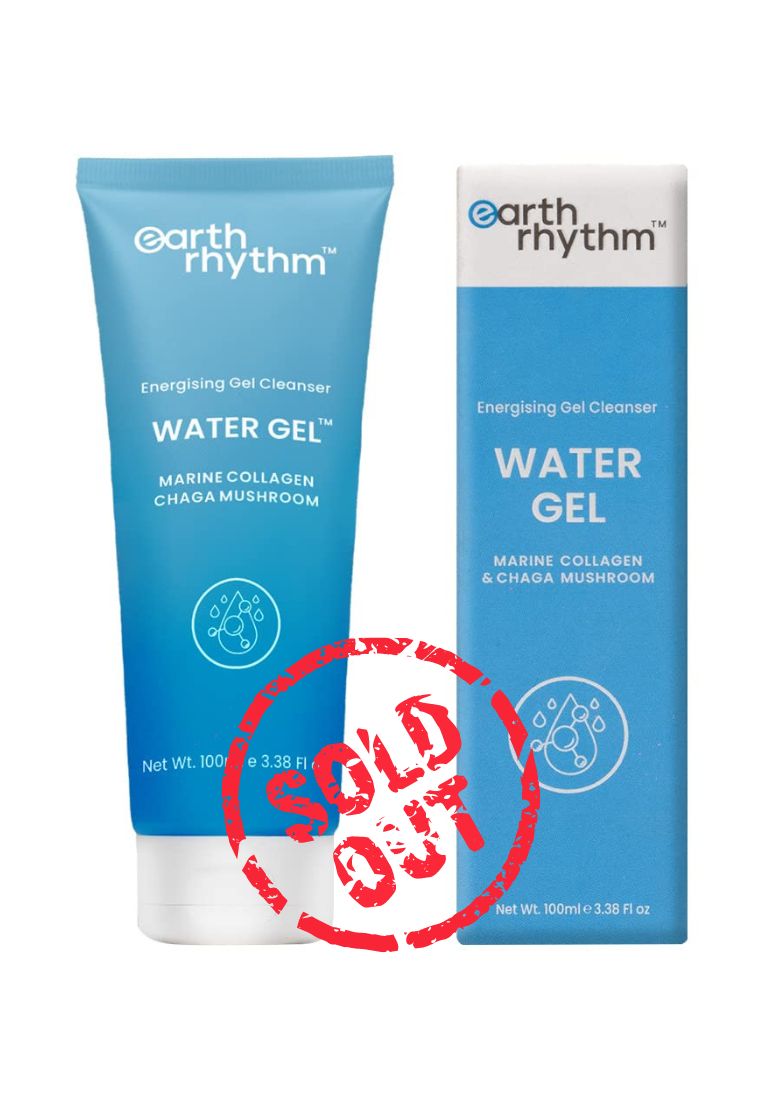 earth
rhythm™
Energising Gel Cleanser
WATER GEL™
MARINE COLLAGEN
CHAGA MUSHROOM
Net Wt. 100 e 3.38 Fl
earth
rhythm™
Energising Gel Cleanser
WATER
GEL
MARINE COLLAGEN
& CHAGA MUSHROOM
Net Wt. 100ml e 3.38 Fl oz
SOLD
OUT